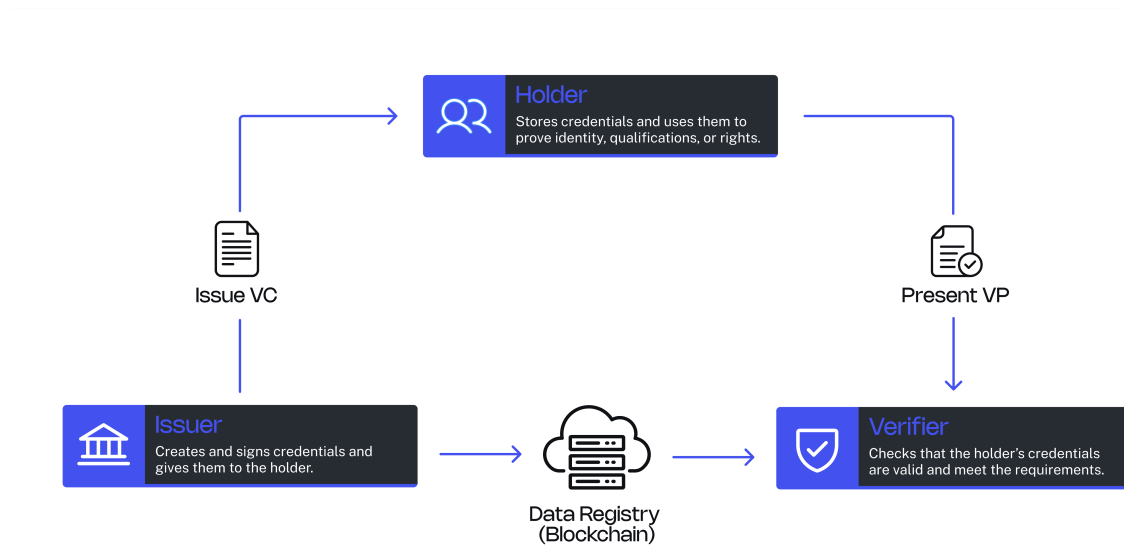 Holder
Stores credentials and uses them to
prove identity, qualifications, or rights.
Issue VC
Present VP
Issuer
Creates and signs credentials and
gives them to the holder.
Verifier
Checks that the holder's credentials
are valid and meet the requirements.
Data Registry
(Blockchain)